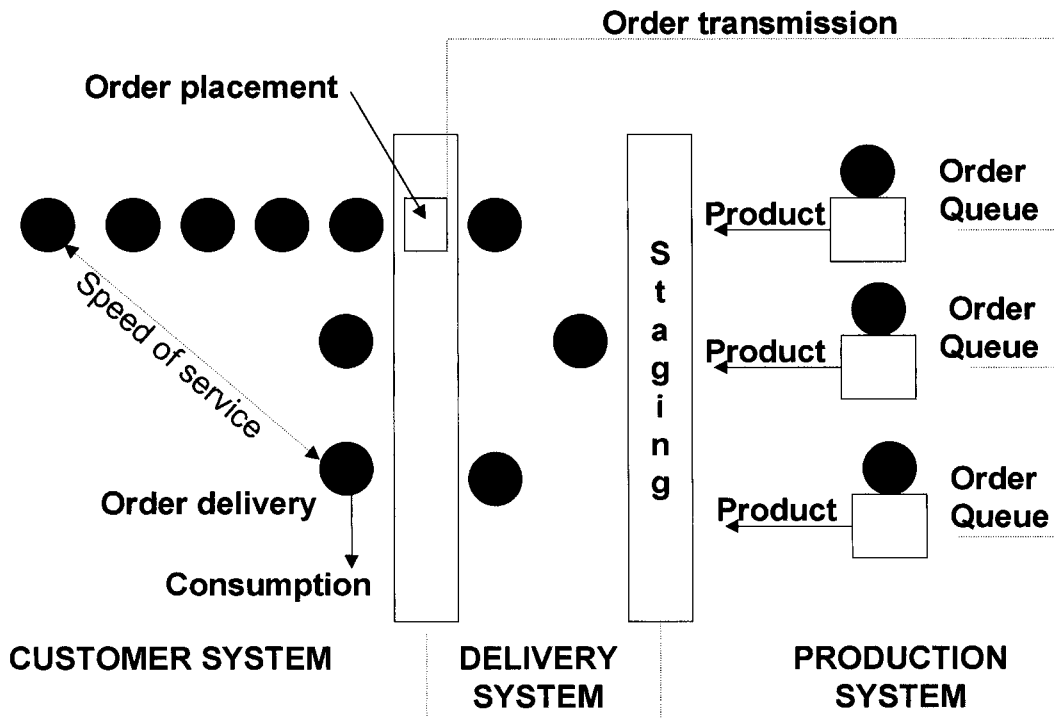 Order transmission
Order placement
Order
Queue
Product
Staging
Speed of service
Order
Queue
Product
Order delivery
Order
Queue
Product
Consumption
CUSTOMER SYSTEM
DELIVERY
SYSTEM
PRODUCTION
SYSTEM